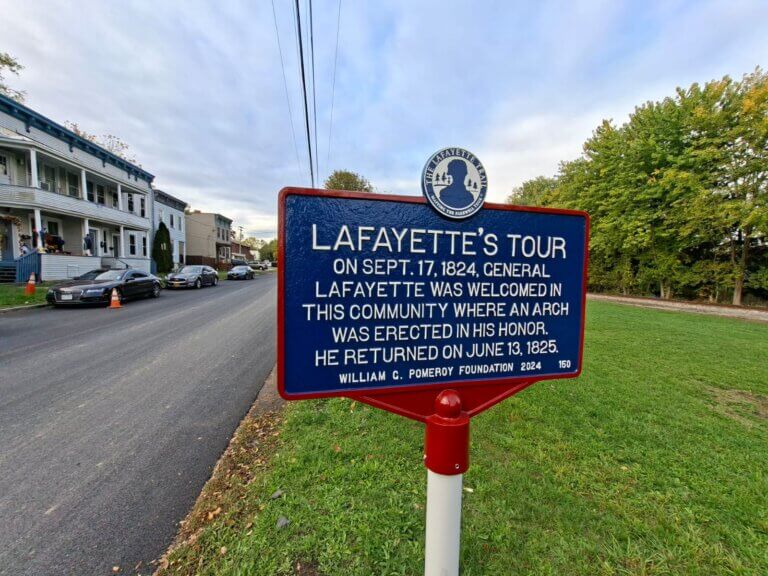 THE LAFAYETTE TRAIL
LAFAYETTE'S TOUR
ON SEPT. 17, 1824, GENERAL
LAFAYETTE WAS WELCOMED IN
THIS COMMUNITY WHERE AN ARCH
WAS ERECTED IN HIS HONOR.
HE RETURNED ON JUNE 13, 1825.
WILLIAM G. POMEROY FOUNDATION 2024 150